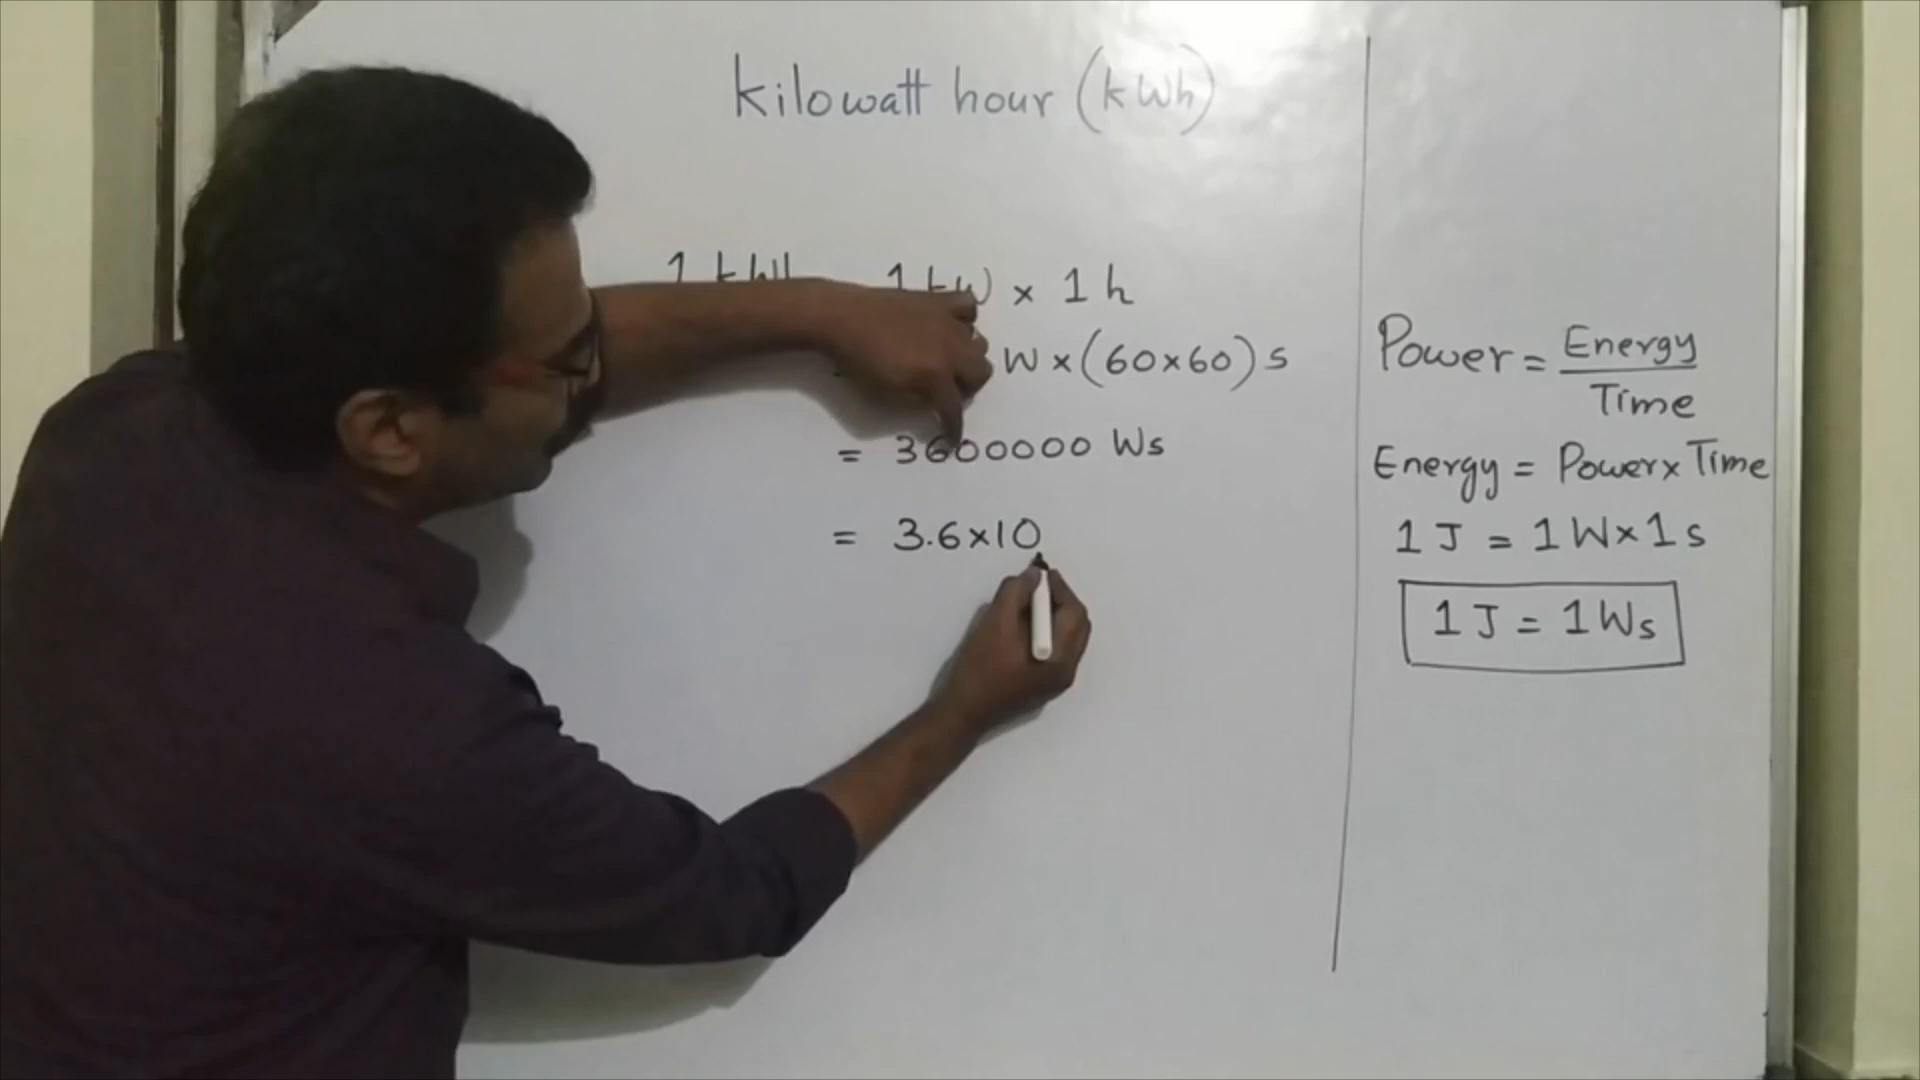 kilowatt hour (kWh)
1 kWh 1 kW × 1 h
W × (60×60) s
= 3600000 Ws
= 3.6×10
Power = Energy
Time
Energy = Power × Time
1 J = 1 W × 1 s
1 J = 1 Ws